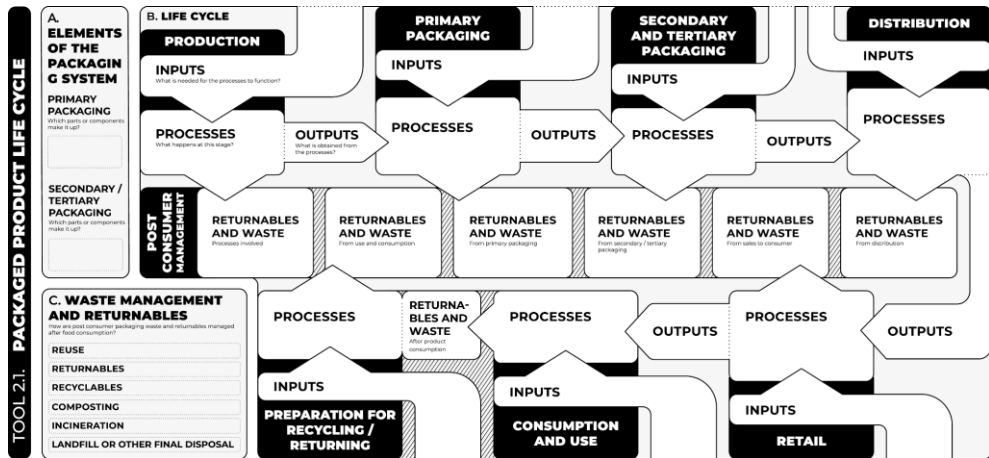 TOOL 2.1. PACKAGED PRODUCT LIFE CYCLE
A.
ELEMENTS
OF THE
PACKAGIN
G SYSTEM
PRIMARY
PACKAGING
Which parts or components
make it up?
SECONDARY /
TERTIARY
PACKAGING
Which parts or components
make it up?
B. LIFE CYCLE
PRODUCTION
INPUTS
What is needed for the processes to function?
PROCESSES
What happens at this stage?
OUTPUTS
What is obtained from
the processes?
PRIMARY
PACKAGING
INPUTS
PROCESSES
OUTPUTS
SECONDARY
AND TERTIARY
PACKAGING
INPUTS
PROCESSES
OUTPUTS
DISTRIBUTION
INPUTS
PROCESSES
POST
CONSUMER
MANAGEMENT
RETURNABLES
AND WASTE
Processes involved
RETURNABLES
AND WASTE
From use and consumption
RETURNABLES
AND WASTE
From primary packaging
RETURNABLES
AND WASTE
From secondary / tertiary
packaging
RETURNABLES
AND WASTE
From sales to consumer
RETURNABLES
AND WASTE
From distribution
C. WASTE MANAGEMENT
AND RETURNABLES
How are post consumer packaging waste and returnables managed
after food consumption?
REUSE
RETURNABLES
RECYCLABLES
COMPOSTING
INCINERATION
LANDFILL OR OTHER FINAL DISPOSAL
PROCESSES
INPUTS
PREPARATION FOR
RECYCLING /
RETURNING
RETURNA-
BLES AND
WASTE
After product
consumption
PROCESSES
INPUTS
CONSUMPTION
AND USE
OUTPUTS
PROCESSES
INPUTS
RETAIL
OUTPUTS